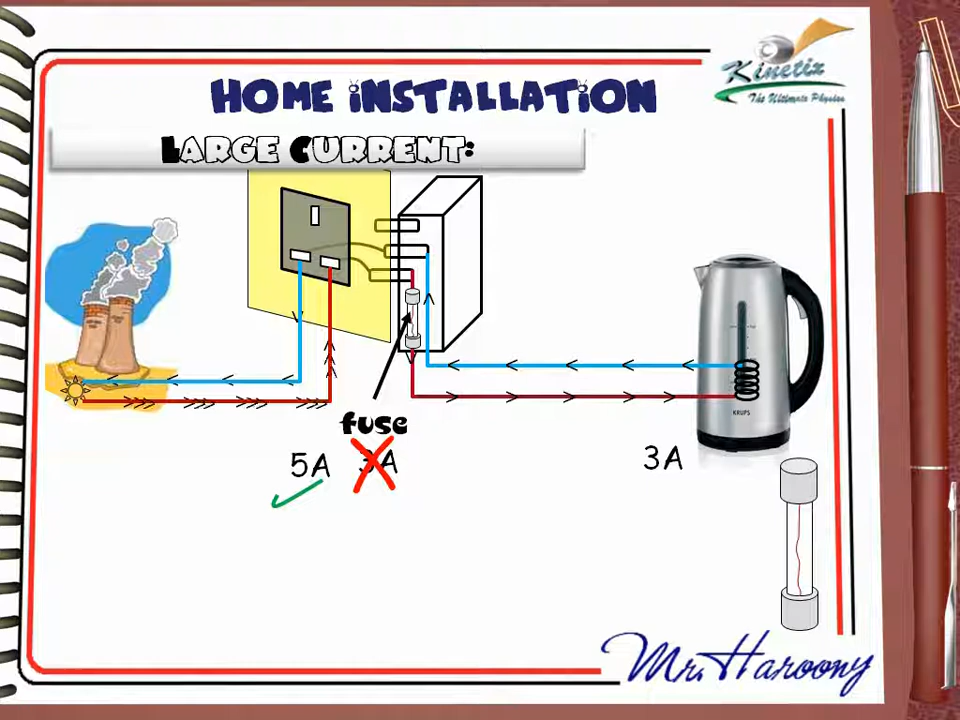 Kinetix
The Ultimate Physics
HOME INSTALLATION
LARGE CURRENT:
fuse
5A 3A
3A
KRUPS
Mr. Haroony